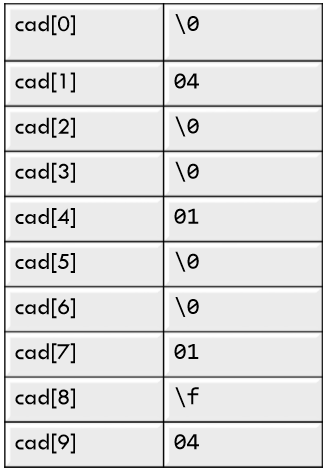 cad[0] \0
cad[1] 04
cad[2] \0
cad[3] \0
cad[4] 01
cad[5] \0
cad[6] \0
cad[7] 01
cad[8] \f
cad[9] 04